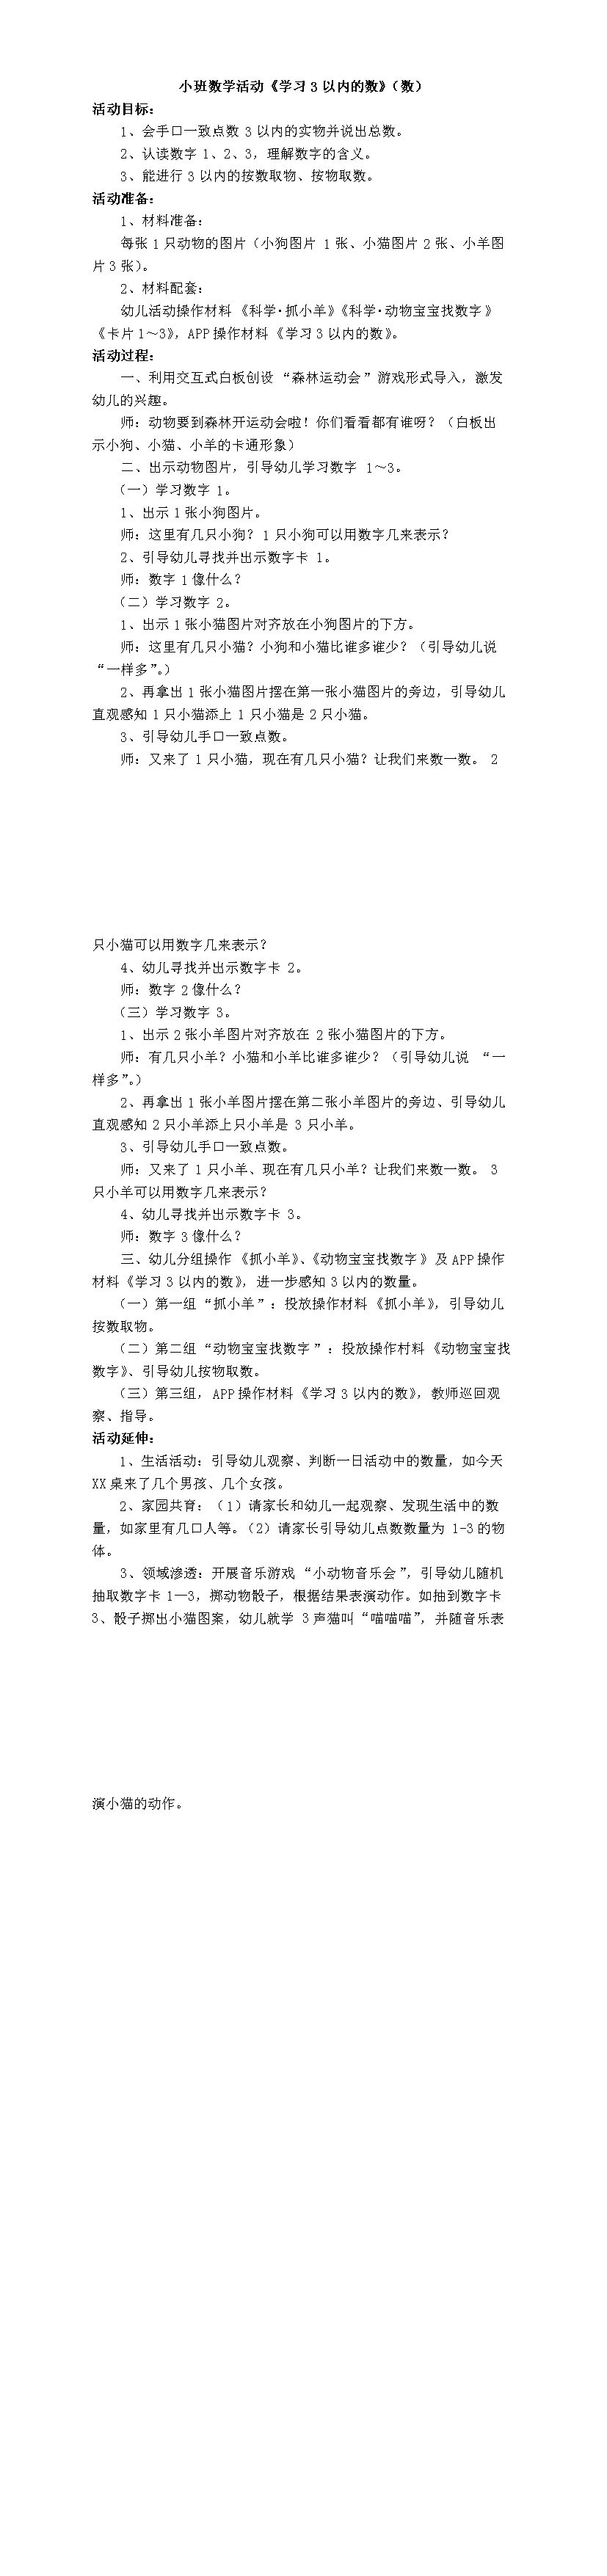 小班数学活动《学习3以内的数》（数）
活动目标：
1、会手口一致点数 3 以内的实物并说出总数。
2、认读数字 1、2、3，理解数字的含义。
3、能进行 3 以内的按数取物、按物取数。
活动准备：
1、材料准备：
每张 1 只动物的图片（小狗图片 1 张、小猫图片 2 张、小羊图
片 3 张）。
2、材料配套：
幼儿活动操作材料《科学·抓小羊》《科学·动物宝宝找数字》
《卡片 1～3》，APP 操作材料《学习 3 以内的数》。
活动过程：
一、利用交互式白板创设“森林运动会”游戏形式导入，激发
幼儿的兴趣。
师：动物要到森林开运动会啦！你们看看都有谁呀？（白板出
示小狗、小猫、小羊的卡通形象）
二、出示动物图片，引导幼儿学习数字 1～3。
（一）学习数字 1。
1、出示 1 张小狗图片。
师：这里有几只小狗？1 只小狗可以用数字几来表示？
2、引导幼儿寻找并出示数字卡 1。
师：数字 1 像什么？
（二）学习数字 2。
1、出示 1 张小猫图片对齐放在小狗图片的下方。
师：这里有几只小猫？小狗和小猫比谁多谁少？（引导幼儿说
“一样多”。）
2、再拿出 1 张小猫图片摆在第一张小猫图片的旁边，引导幼儿
直观感知 1 只小猫添上 1 只小猫是 2 只小猫。
3、引导幼儿手口一致点数。
师：又来了 1 只小猫，现在有几只小猫？让我们来数一数。 2
只小猫可以用数字几来表示？
4、幼儿寻找并出示数字卡 2。
师：数字 2 像什么？
（三）学习数字 3。
1、出示 2 张小羊图片对齐放在 2 张小猫图片的下方。
师：有几只小羊？小猫和小羊比谁多谁少？（引导幼儿说 “一
样多”。）
2、再拿出 1 张小羊图片摆在第二张小羊图片的旁边、引导幼儿
直观感知 2 只小羊添上只小羊是 3 只小羊。
3、引导幼儿手口一致点数。
师：又来了 1 只小羊、现在有几只小羊？让我们来数一数。 3
只小羊可以用数字几来表示？
4、幼儿寻找并出示数字卡 3。
师：数字 3 像什么？
三、幼儿分组操作《抓小羊》、《动物宝宝找数字》及 APP 操作
材料《学习 3 以内的数》，进一步感知 3 以内的数量。
（一）第一组“抓小羊”：投放操作材料《抓小羊》，引导幼儿
按数取物。
（二）第二组“动物宝宝找数字”：投放操作村料《动物宝宝找
数字》、引导幼儿按物取数。
（三）第三组，APP 操作材料《学习 3 以内的数》，教师巡回观
察、指导。
活动延伸：
1、生活活动：引导幼儿观察、判断一日活动中的数量，如今天
XX 桌来了几个男孩、几个女孩。
2、家园共育：（1）请家长和幼儿一起观察、发现生活中的数
量，如家里有几口人等。（2）请家长引导幼儿点数数量为 1-3 的物
体。
3、领域渗透：开展音乐游戏“小动物音乐会”，引导幼儿随机
抽取数字卡 1—3，掷动物骰子，根据结果表演动作。如抽到数字卡
3、骰子掷出小猫图案，幼儿就学 3 声猫叫“喵喵喵”，并随音乐表
演小猫的动作。